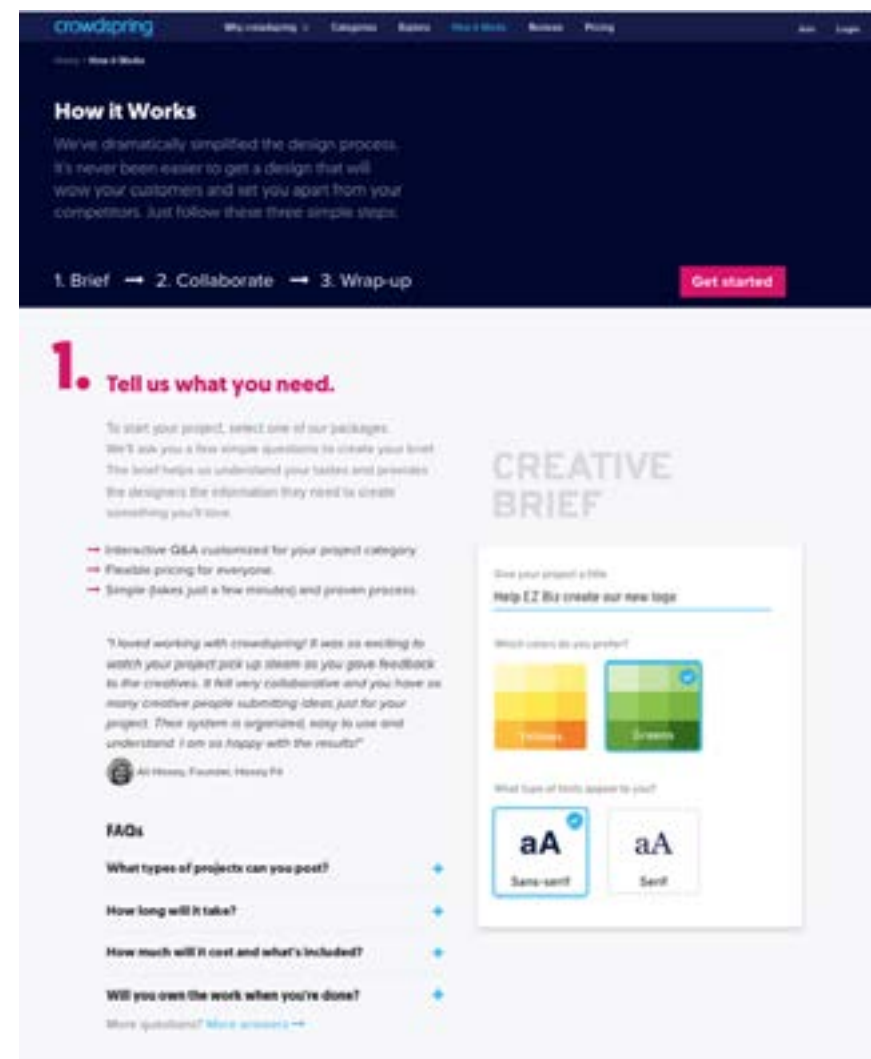 crowdspring
Why crowdspring Categories Explore How it Works Reviews Pricing Join Login
Home / How it Works
How it Works
We've dramatically simplified the design process.
It's never been easier to get a design that will
wow your customers and set you apart from your
competitors. Just follow these three simple steps:
1. Brief → 2. Collaborate → 3. Wrap-up
Get started
1. Tell us what you need.
To start your project, select one of our packages.
We'll ask you a few simple questions to create your brief.
The brief helps us understand your tastes and provides
the designers the information they need to create
something you'll love.
→ Interactive Q&A customized for your project category.
→ Flexible pricing for everyone.
→ Simple (takes just a few minutes) and proven process.
"I loved working with crowdspring! It was so exciting to
watch your project pick up steam as you gave feedback
to the creatives. It felt very collaborative and you have so
many creative people submitting ideas just for your
project. Their system is organized, easy to use and
understand. I am so happy with the results!"
Founder,
FAQs
What types of projects can you post? +
How long will it take? +
How much will it cost and what's included? +
Will you own the work when you're done? +
More questions? More answers →
CREATIVE
BRIEF
Give your project a title
Help EZ Biz create our new logo
Which colors do you prefer?
Yellows Greens
What type of fonts appeal to you?
aA aA
Sans-serif Serif